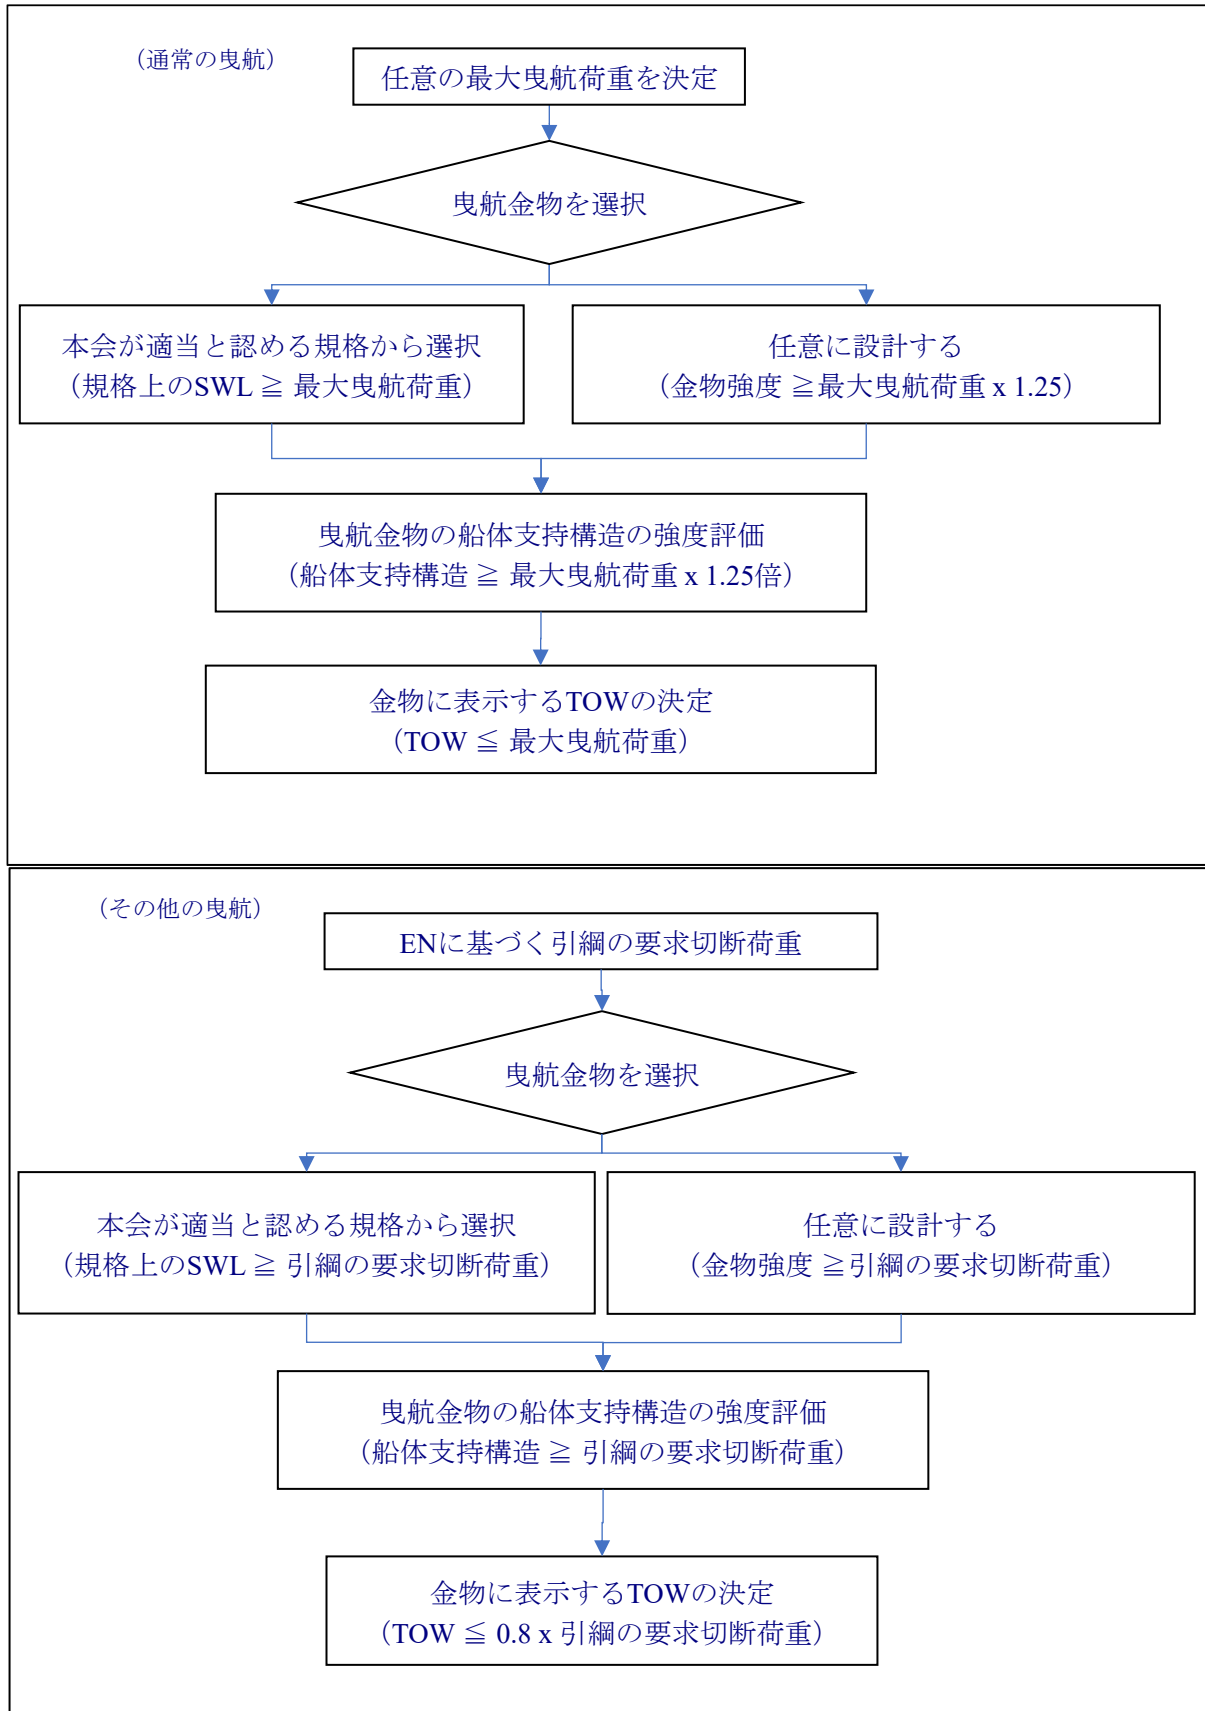 （通常の曳航）
任意の最大曳航荷重を決定
曳航金物を選択
本会が適当と認める規格から選択
（規格上のSWL ≧ 最大曳航荷重）
任意に設計する
（金物強度 ≧最大曳航荷重 x 1.25）
曳航金物の船体支持構造の強度評価
（船体支持構造 ≧ 最大曳航荷重 x 1.25倍）
金物に表示するTOWの決定
（TOW ≦ 最大曳航荷重）
（その他の曳航）
ENに基づく引綱の要求切断荷重
曳航金物を選択
本会が適当と認める規格から選択
（規格上のSWL ≧ 引綱の要求切断荷重）
任意に設計する
（金物強度 ≧引綱の要求切断荷重）
曳航金物の船体支持構造の強度評価
（船体支持構造 ≧ 引綱の要求切断荷重）
金物に表示するTOWの決定
（TOW ≦ 0.8 x 引綱の要求切断荷重）